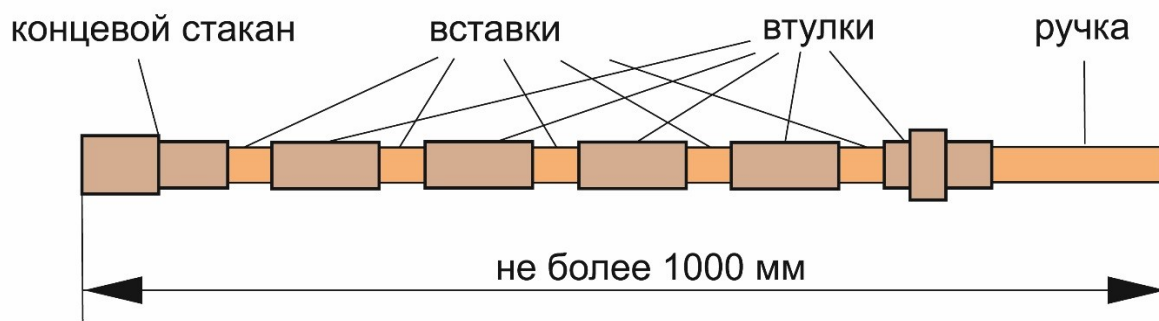 концевой стакан вставки втулки ручка
не более 1000 мм